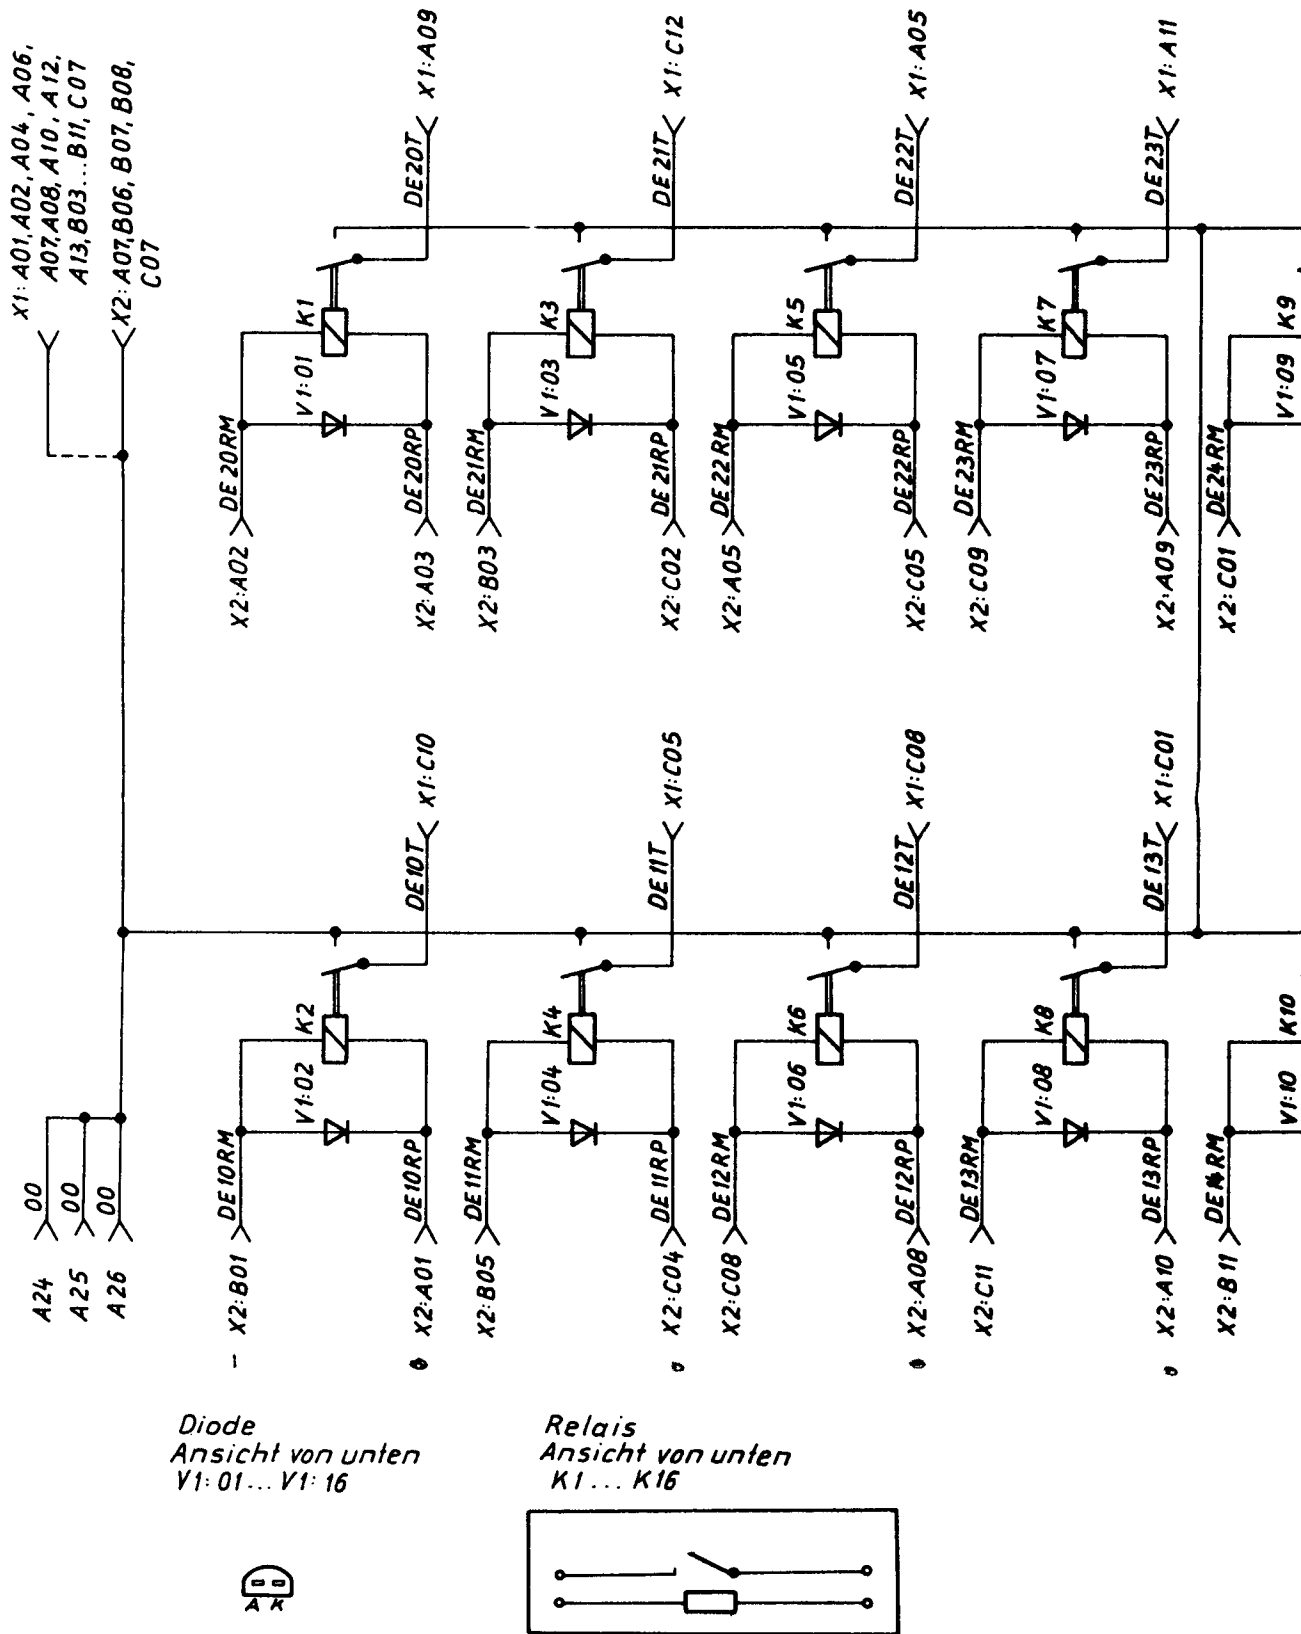 X1: A01, A02, A04, A06,
A07, A08, A10, A12,
A13, B03...B11, C07
X2: A07, B06, B07, B08,
C07
DE20T
X1:A09
K1
V1:01
DE20RM
X2:A02
DE20RP
X2:A03
DE21T
X1:C12
K3
V1:03
DE21RM
X2:B03
DE21RP
X2:C02
DE22T
X1:A05
K5
V1:05
DE22RM
X2:A05
DE22RP
X2:C05
DE23T
X1:A11
K7
V1:07
DE23RM
X2:C09
DE23RP
X2:A09
K9
V1:09
DE24RM
X2:C01
00
A24
00
A25
00
A26
DE10T
X1:C10
K2
V1:02
DE10RM
- X2:B01
DE10RP
X2:A01
DE11T
X1:C05
K4
V1:04
DE11RM
X2:B05
DE11RP
X2:C04
DE12T
X1:C08
K6
V1:06
DE12RM
X2:C08
DE12RP
X2:A08
DE13T
X1:C01
K8
V1:08
DE13RM
X2:C11
DE13RP
X2:A10
K10
V1:10
DE14RM
X2:B11
Diode
Ansicht von unten
V1:01...V1:16
A K
Relais
Ansicht von unten
K1...K16